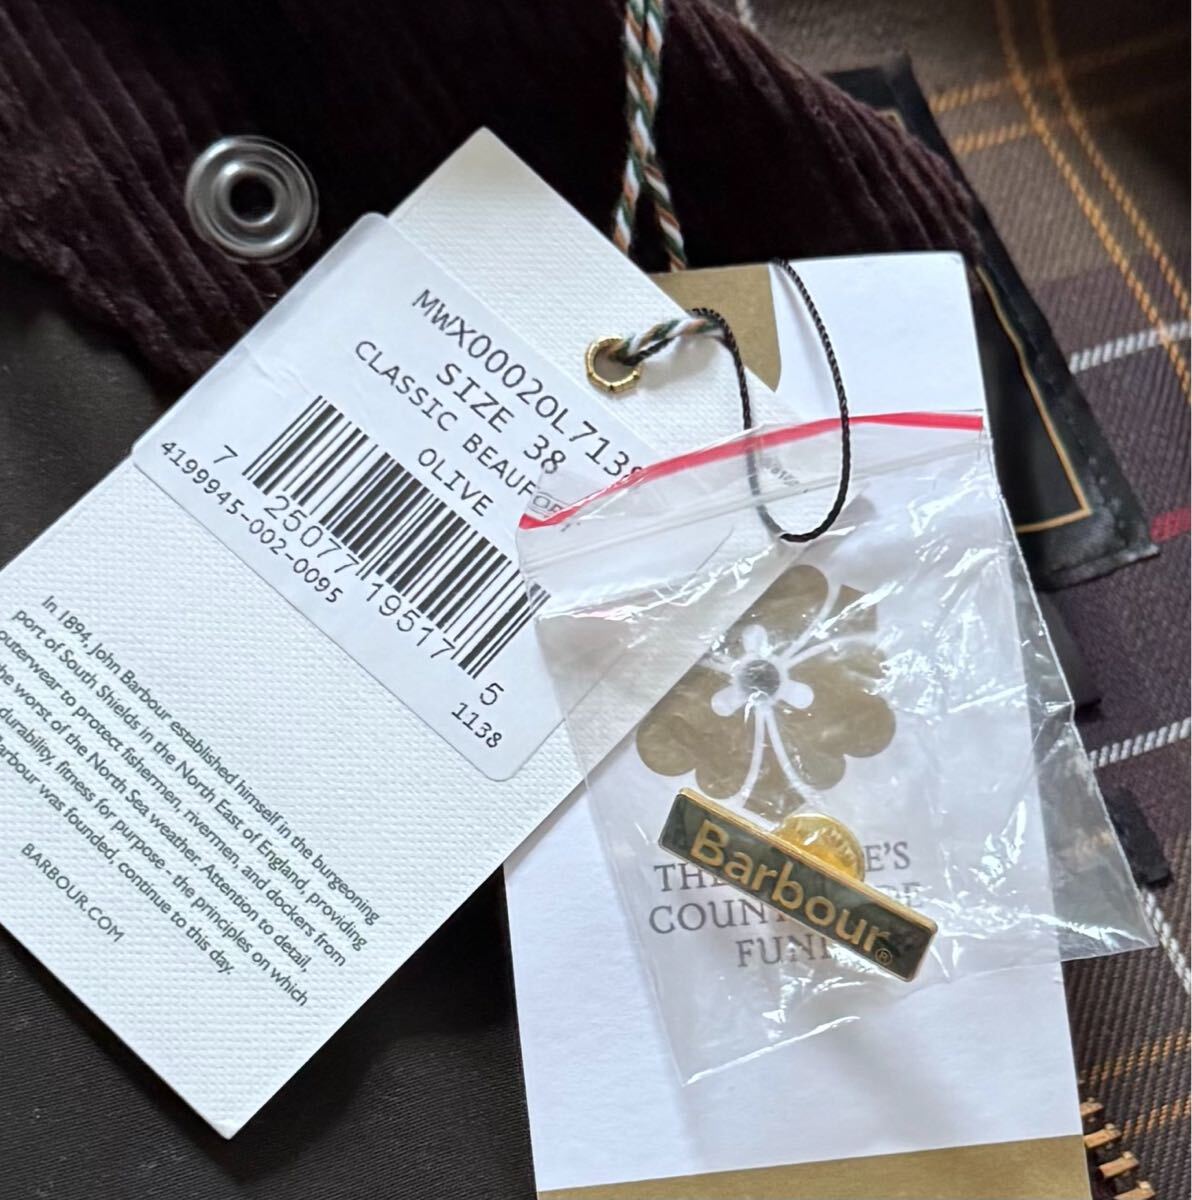 MWX0002OL7138
SIZE 38
CLASSIC BEAUFORT
OLIVE
7 25077 19517 5
4199945-002-0095
1138
In 1894, John Barbour established himself in the burgeoning
port of South Shields in the North East of England, providing
outerwear to protect fishermen, rivermen, and dockers from
the worst of the North Sea weather. Attention to detail,
durability, fitness for purpose - the principles on which
Barbour was founded, continue to this day.
BARBOUR.COM
Barbour®
COUN
FUN